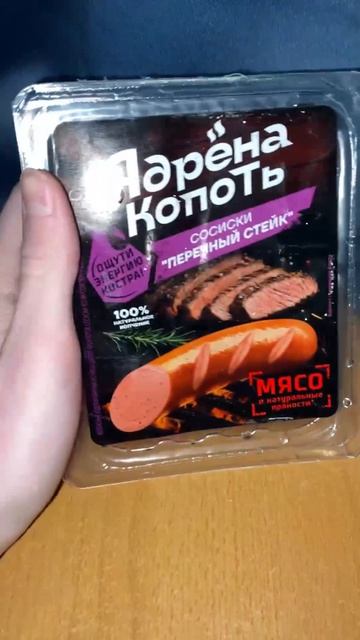 Ядрёна
Копоть
СОСИСКИ
"ПЕРЕЧНЫЙ СТЕЙК"
ОЩУТИ
ЭНЕРГИЮ
КОСТРА!
100%
НАТУРАЛЬНОЕ
КОПЧЕНИЕ
МЯСО
и натуральные
пряности